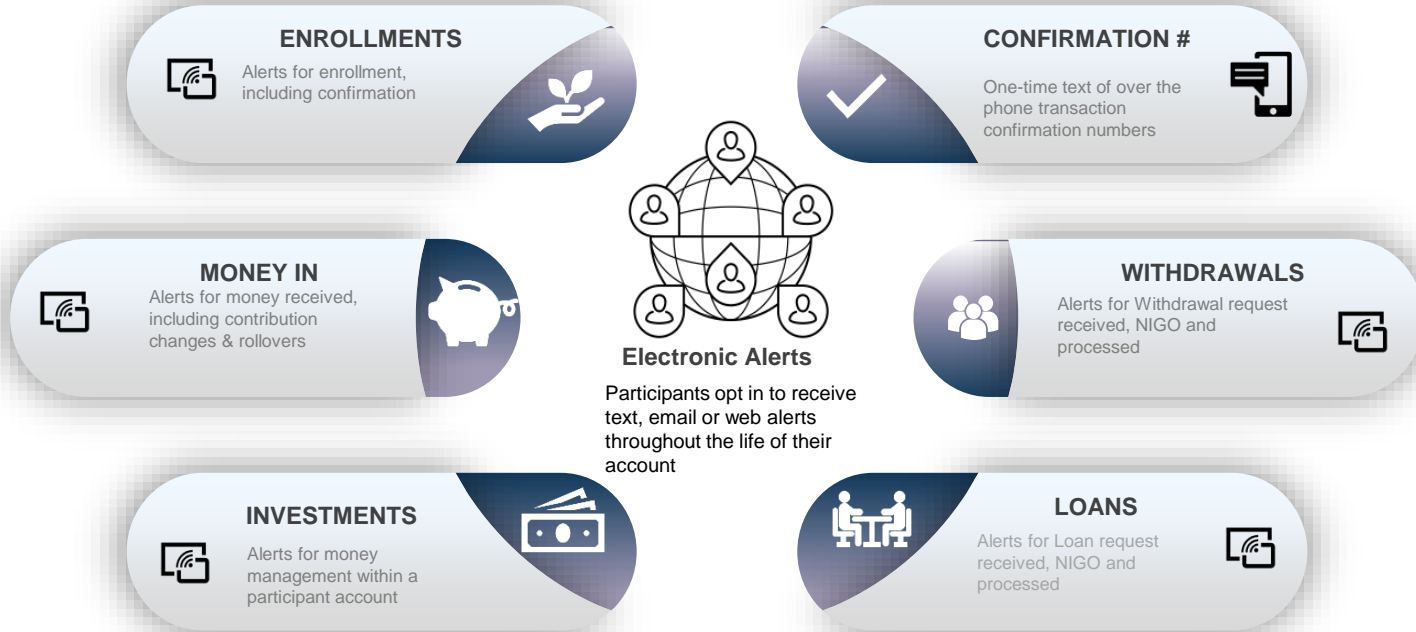 ENROLLMENTS
Alerts for enrollment,
including confirmation
CONFIRMATION #
One-time text of over the
phone transaction
confirmation numbers
MONEY IN
Alerts for money received,
including contribution
changes & rollovers
WITHDRAWALS
Alerts for Withdrawal request
received, NIGO and
processed
Electronic Alerts
Participants opt in to receive
text, email or web alerts
throughout the life of their
account
INVESTMENTS
Alerts for money
management within a
participant account
LOANS
Alerts for Loan request
received, NIGO and
processed